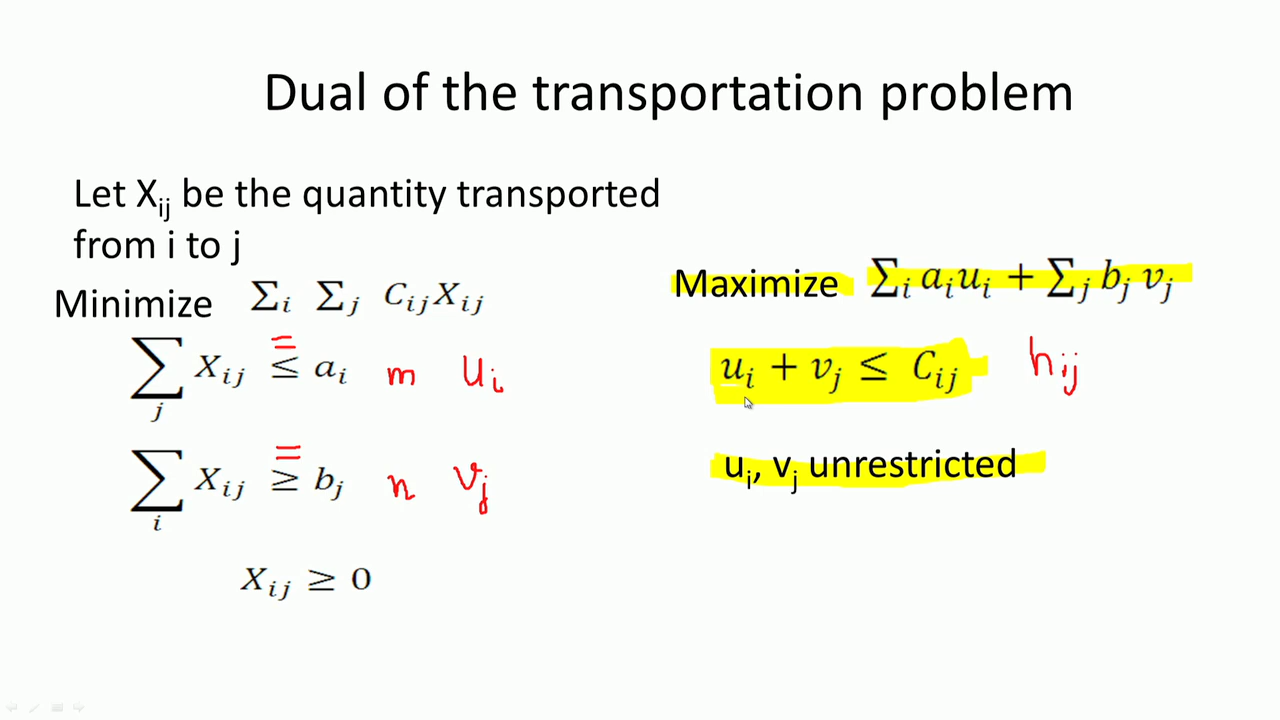 Dual of the transportation problem
Let X_ij be the quantity transported
from i to j
Minimize ∑_i ∑_j C_ij X_ij
∑_j X_ij ≤ a_i = m u_i
∑_i X_ij ≥ b_j = n v_j
X_ij ≥ 0
Maximize ∑_i a_i u_i + ∑_j b_j v_j
u_i + v_j ≤ C_ij h_ij
u_i, v_j unrestricted